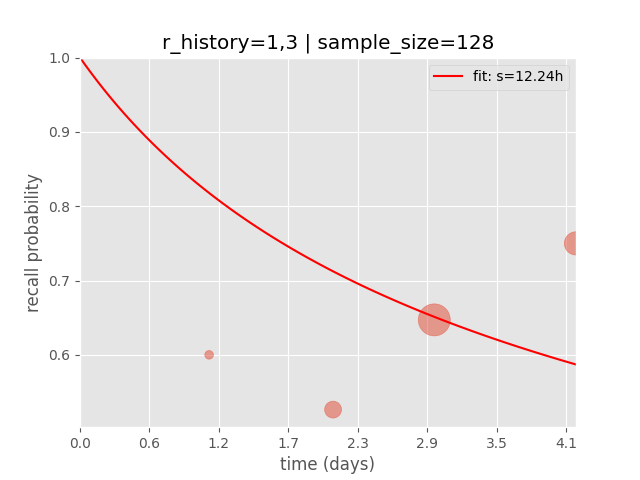 r_history=1,3 | sample_size=128
fit: s=12.24h
recall probability
1.0
0.9
0.8
0.7
0.6
0.0 0.6 1.2 1.7 2.3 2.9 3.5 4.1
time (days)